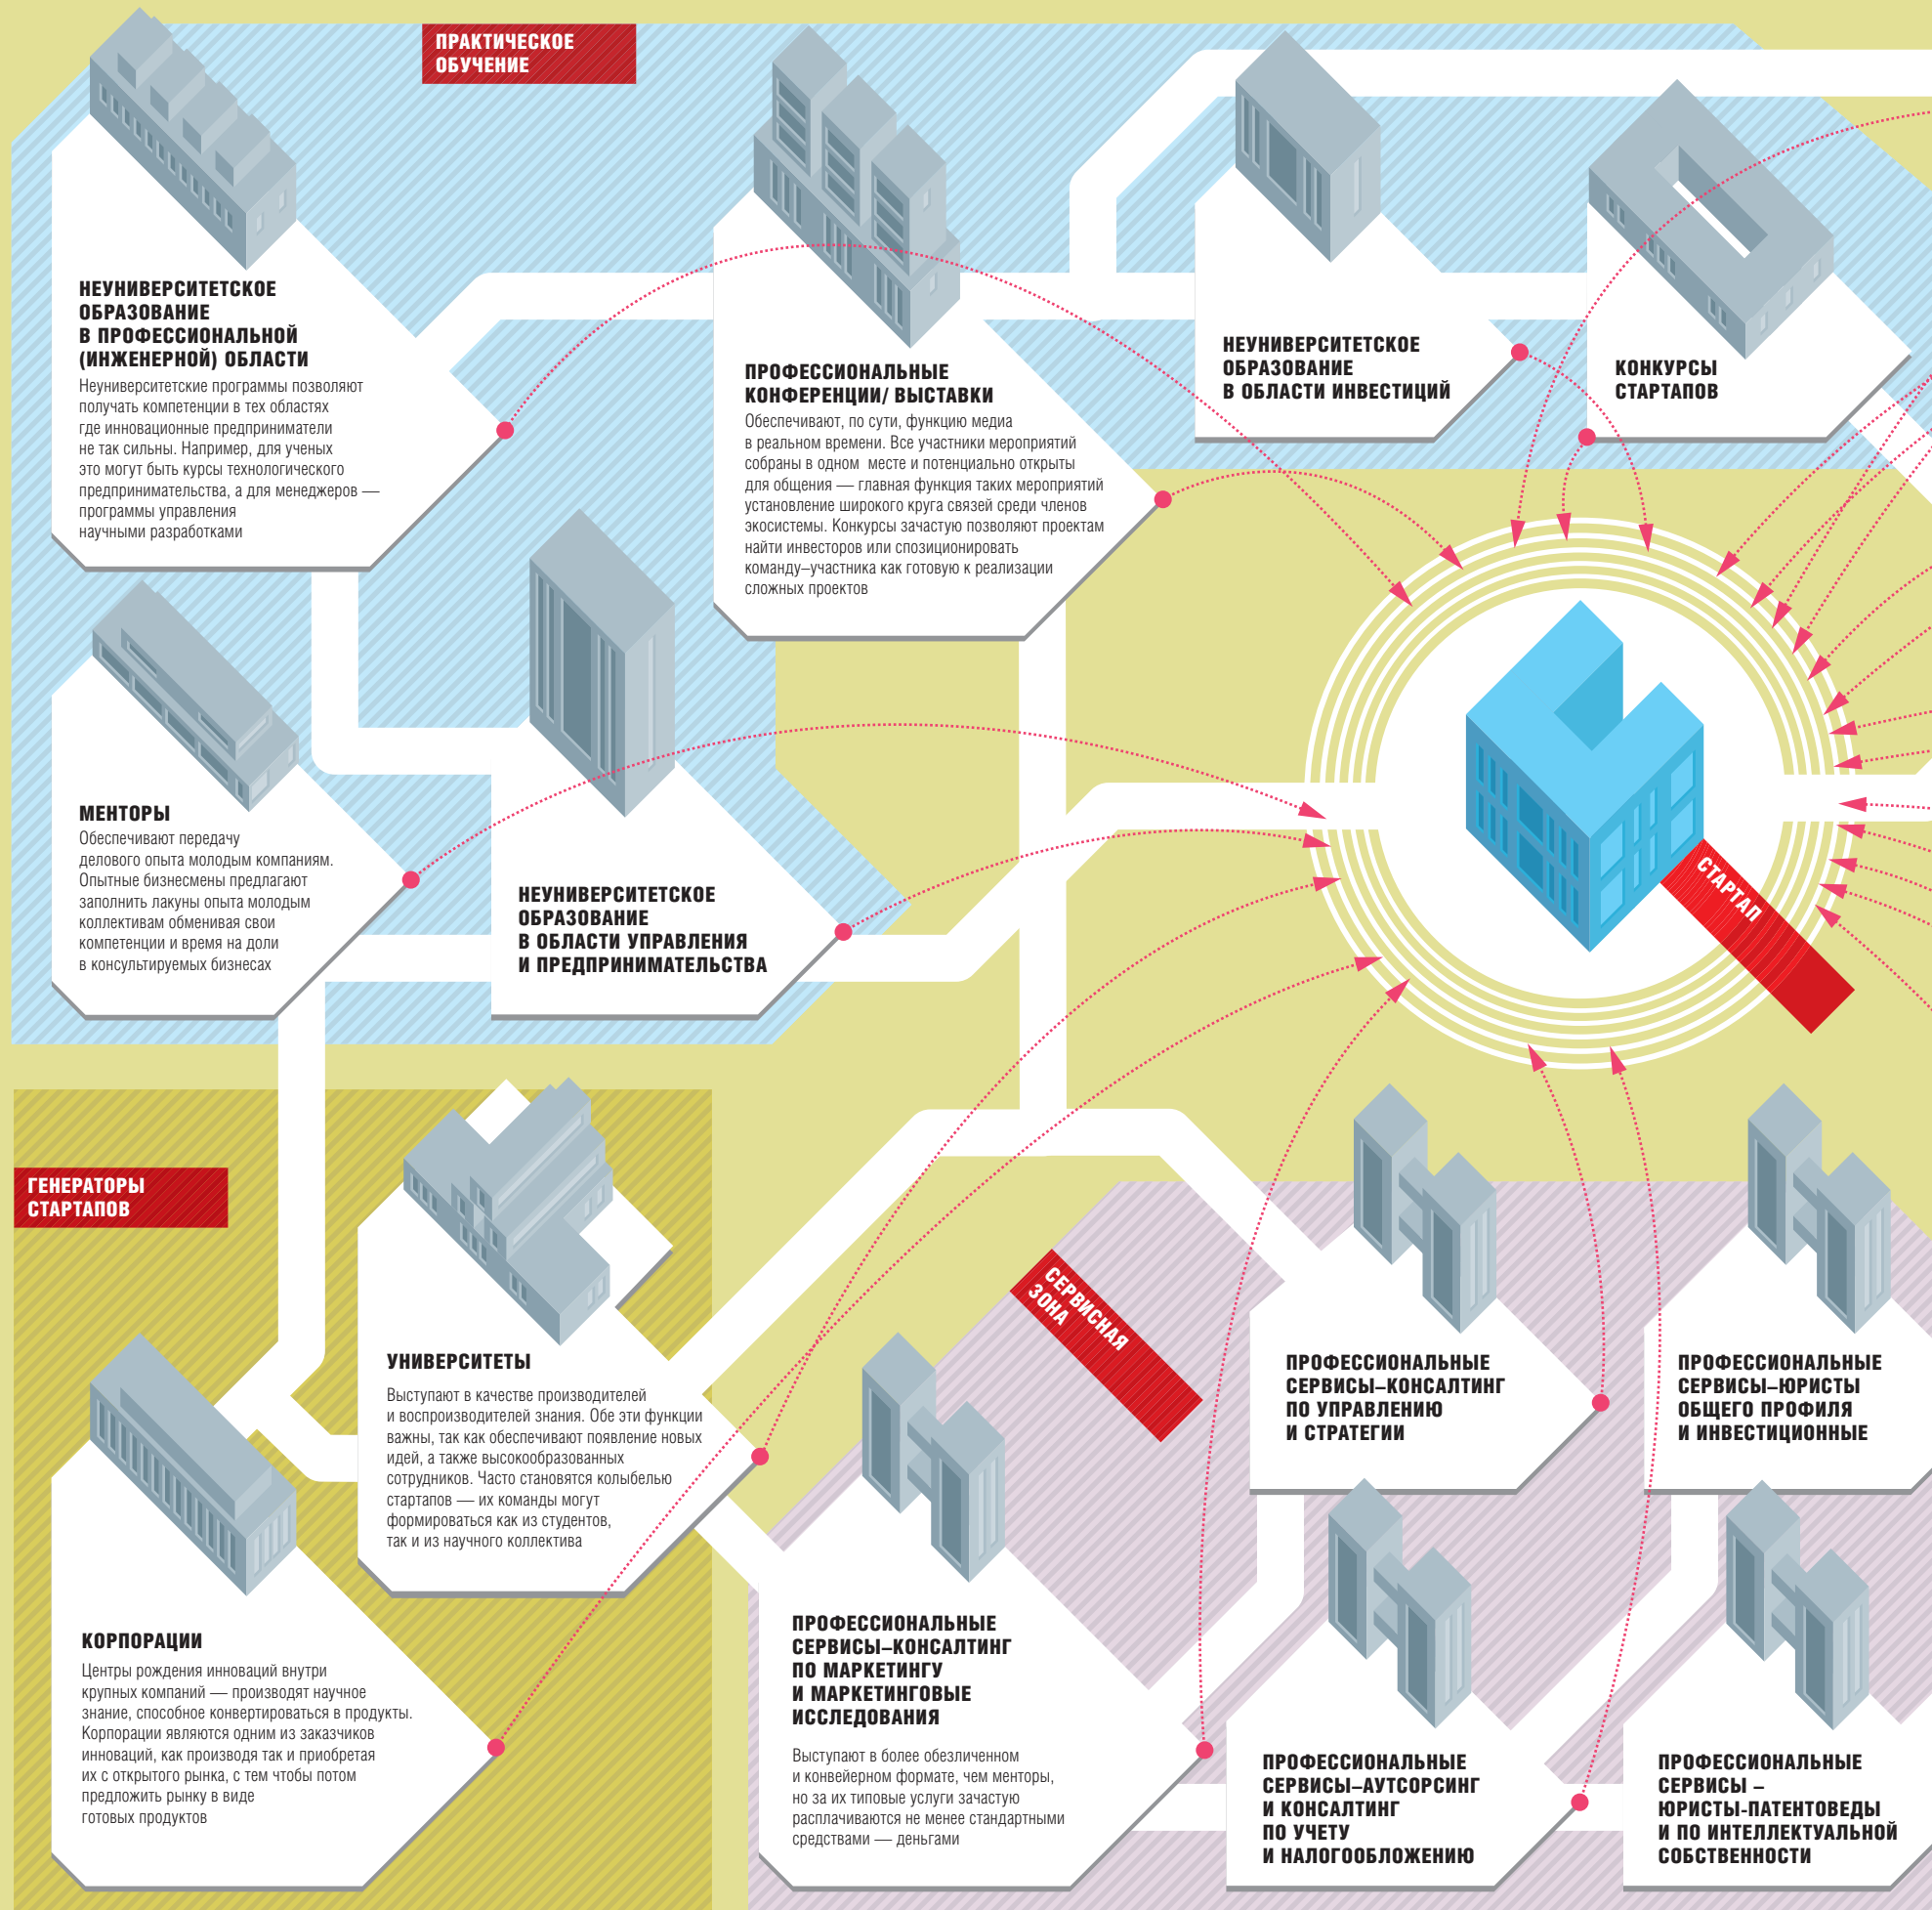 ПРАКТИЧЕСКОЕ
ОБУЧЕНИЕ
НЕУНИВЕРСИТЕТСКОЕ
ОБРАЗОВАНИЕ
В ПРОФЕССИОНАЛЬНОЙ
(ИНЖЕНЕРНОЙ) ОБЛАСТИ
Неуниверситетские программы позволяют
получать компетенции в тех областях
где инновационные предприниматели
не так сильны. Например, для ученых
это могут быть курсы технологического
предпринимательства, а для менеджеров —
программы управления
научными разработками
ПРОФЕССИОНАЛЬНЫЕ
КОНФЕРЕНЦИИ/ ВЫСТАВКИ
Обеспечивают, по сути, функцию медиа
в реальном времени. Все участники мероприятий
собраны в одном  месте и потенциально открыты
для общения — главная функция таких мероприятий
установление широкого круга связей среди членов
экосистемы. Конкурсы зачастую позволяют проектам
найти инвесторов или спозиционировать
команду–участника как готовую к реализации
сложных проектов
НЕУНИВЕРСИТЕТСКОЕ
ОБРАЗОВАНИЕ
В ОБЛАСТИ ИНВЕСТИЦИЙ
КОНКУРСЫ
СТАРТАПОВ
МЕНТОРЫ
Обеспечивают передачу
делового опыта молодым компаниям.
Опытные бизнесмены предлагают
заполнить лакуны опыта молодым
коллективам обменивая свои
компетенции и время на доли
в консультируемых бизнесах
НЕУНИВЕРСИТЕТСКОЕ
ОБРАЗОВАНИЕ
В ОБЛАСТИ УПРАВЛЕНИЯ
И ПРЕДПРИНИМАТЕЛЬСТВА
СТАРТАП
ГЕНЕРАТОРЫ
СТАРТАПОВ
УНИВЕРСИТЕТЫ
Выступают в качестве производителей
и воспроизводителей знания. Обе эти функции
важны, так как обеспечивают появление новых
идей, а также высокообразованных
сотрудников. Часто становятся колыбелью
стартапов — их команды могут
формироваться как из студентов,
так и из научного коллектива
КОРПОРАЦИИ
Центры рождения инноваций внутри
крупных компаний — производят научное
знание, способное конвертироваться в продукты.
Корпорации являются одним из заказчиков
инноваций, как производя так и приобретая
их с открытого рынка, с тем чтобы потом
предложить рынку в виде
готовых продуктов
СЕРВИСНАЯ
ЗОНА
ПРОФЕССИОНАЛЬНЫЕ
СЕРВИСЫ–КОНСАЛТИНГ
ПО МАРКЕТИНГУ
И МАРКЕТИНГОВЫЕ
ИССЛЕДОВАНИЯ
Выступают в более обезличенном
и конвейерном формате, чем менторы,
но за их типовые услуги зачастую
расплачиваются не менее стандартными
средствами — деньгами
ПРОФЕССИОНАЛЬНЫЕ
СЕРВИСЫ–КОНСАЛТИНГ
ПО УПРАВЛЕНИЮ
И СТРАТЕГИИ
ПРОФЕССИОНАЛЬНЫЕ
СЕРВИСЫ–ЮРИСТЫ
ОБЩЕГО ПРОФИЛЯ
И ИНВЕСТИЦИОННЫЕ
ПРОФЕССИОНАЛЬНЫЕ
СЕРВИСЫ–АУТСОРСИНГ
И КОНСАЛТИНГ
ПО УЧЕТУ
И НАЛОГООБЛОЖЕНИЮ
ПРОФЕССИОНАЛЬНЫЕ
СЕРВИСЫ –
ЮРИСТЫ-ПАТЕНТОВЕДЫ
И ПО ИНТЕЛЛЕКТУАЛЬНОЙ
СОБСТВЕННОСТИ